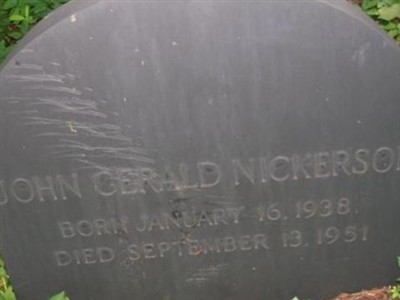 JOHN GERALD NICKERSON
BORN JANUARY 16, 1938
DIED SEPTEMBER 13, 1951